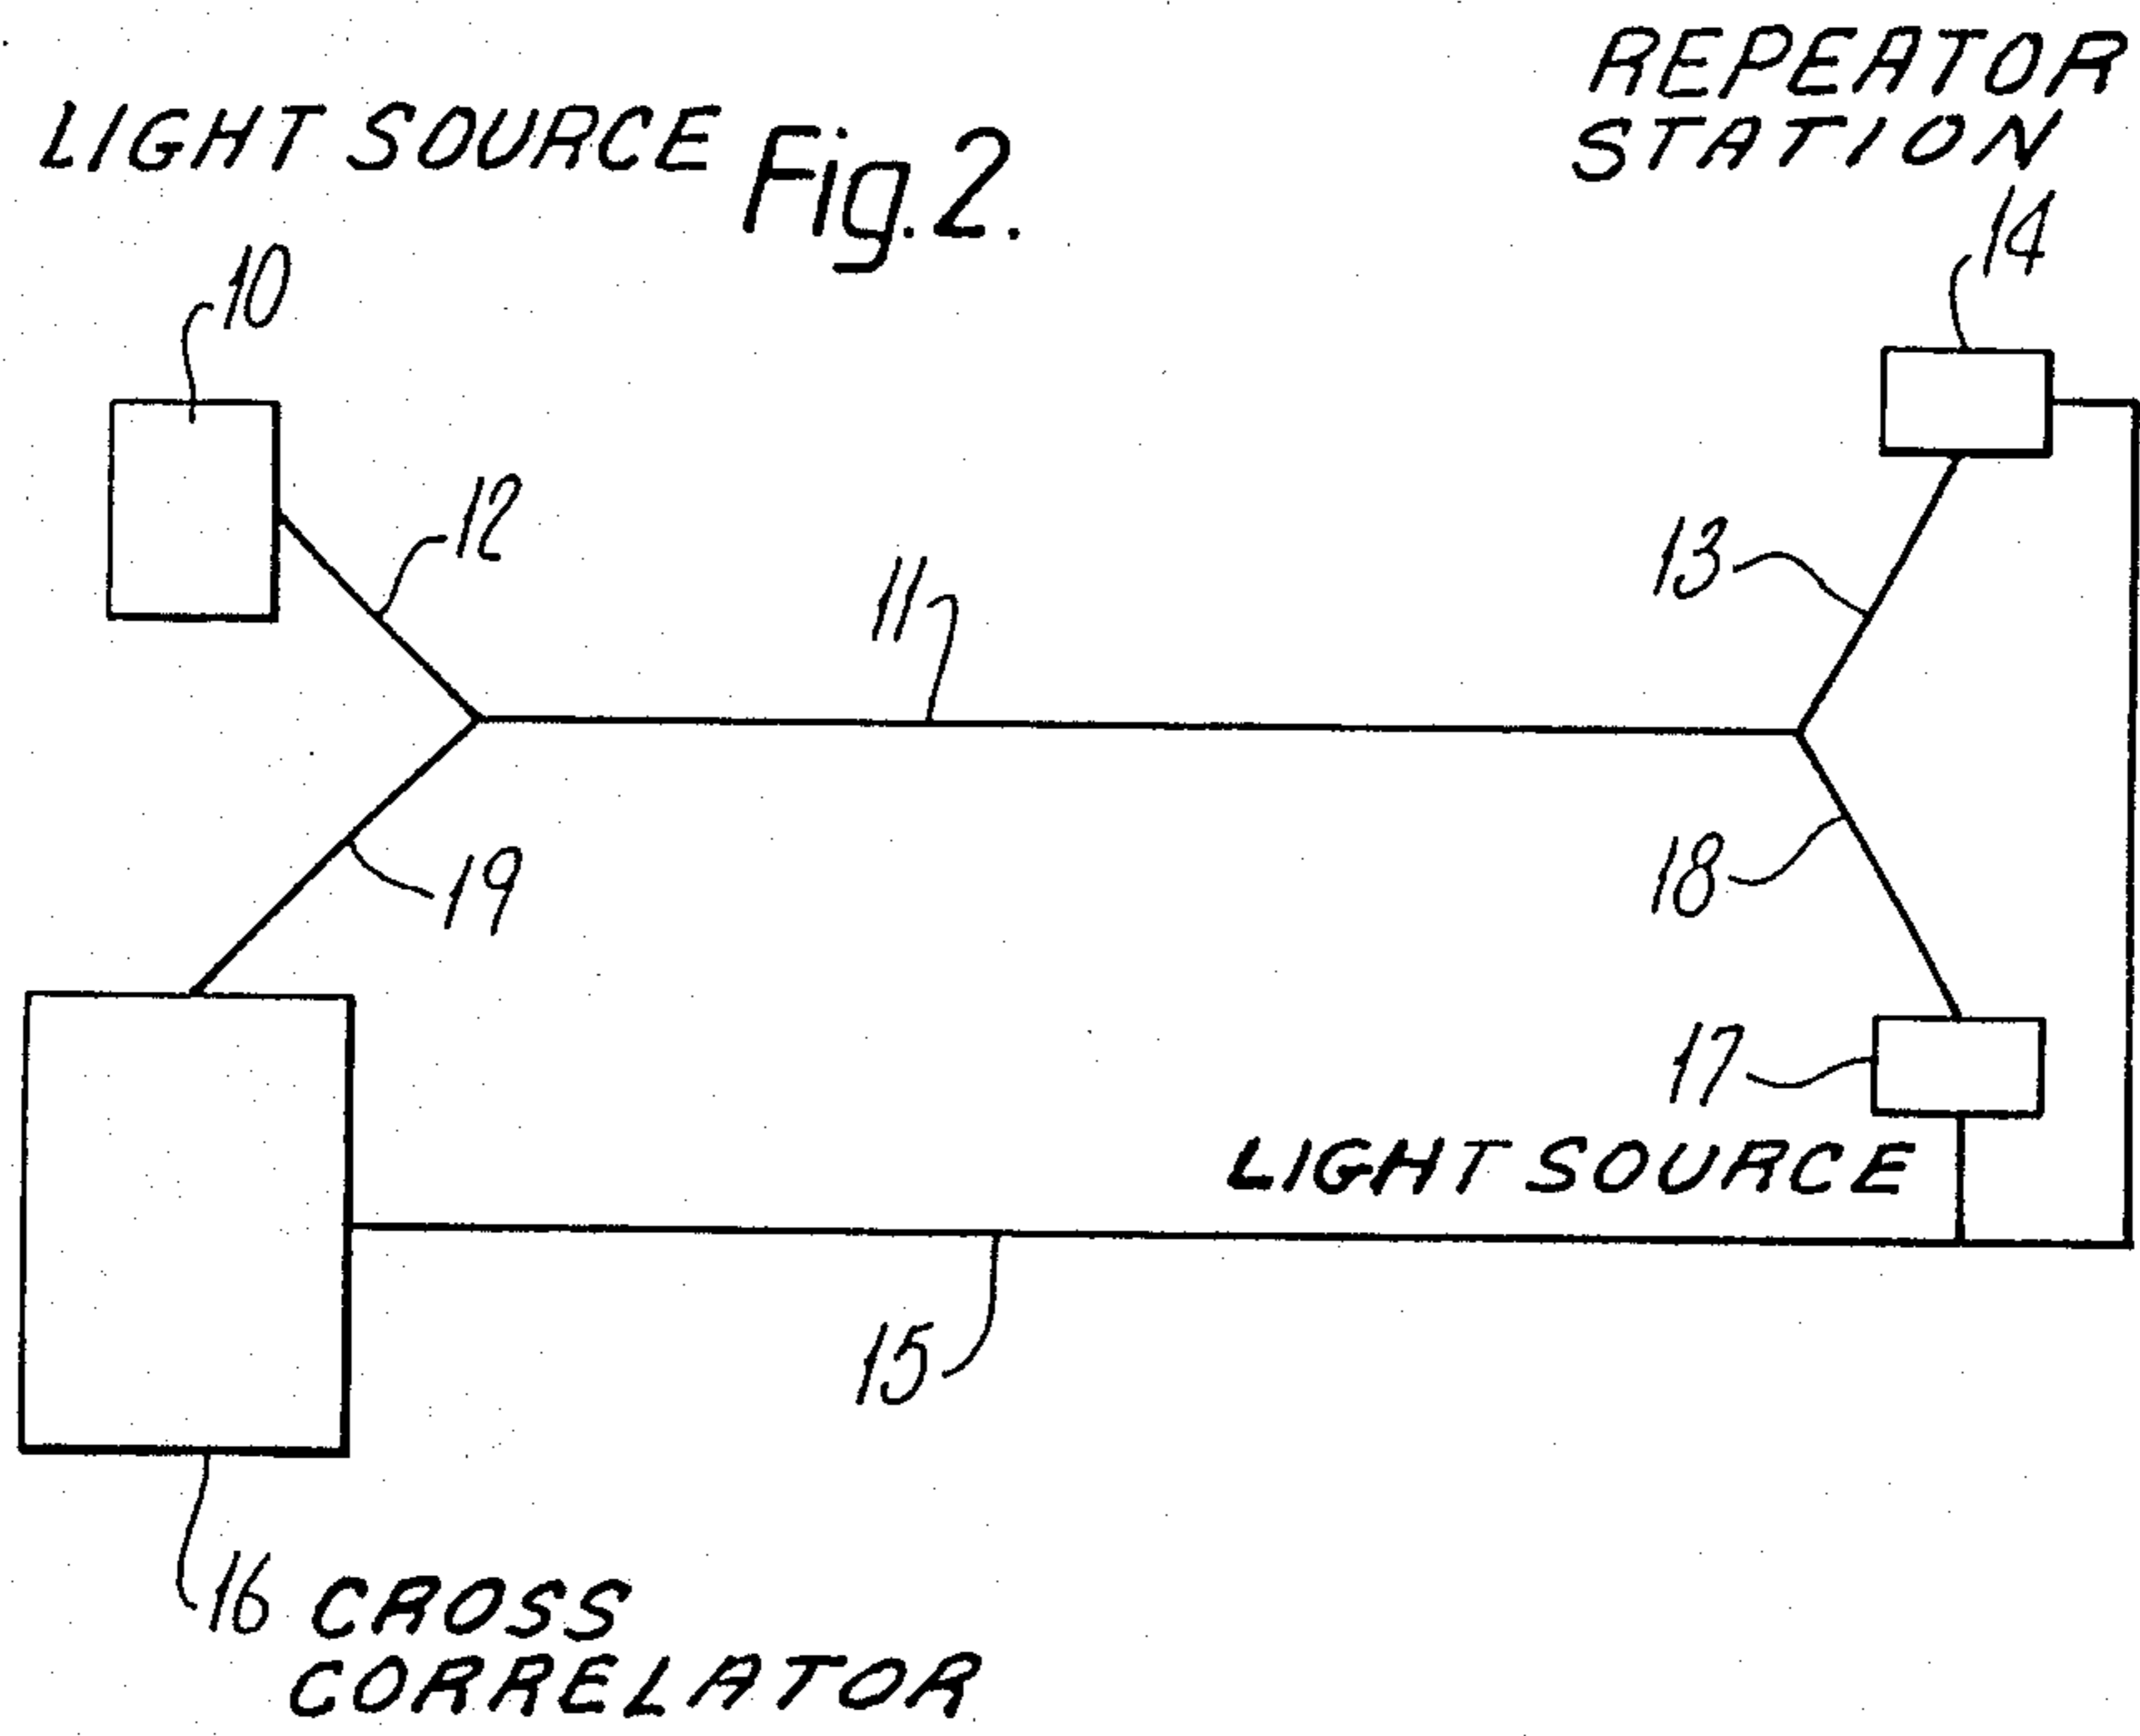 REPEATOR
STATION
LIGHT SOURCE
Fig. 2.
14
10
12
11
13
19
18
17
LIGHT SOURCE
15
16
CROSS
CORRELATOR